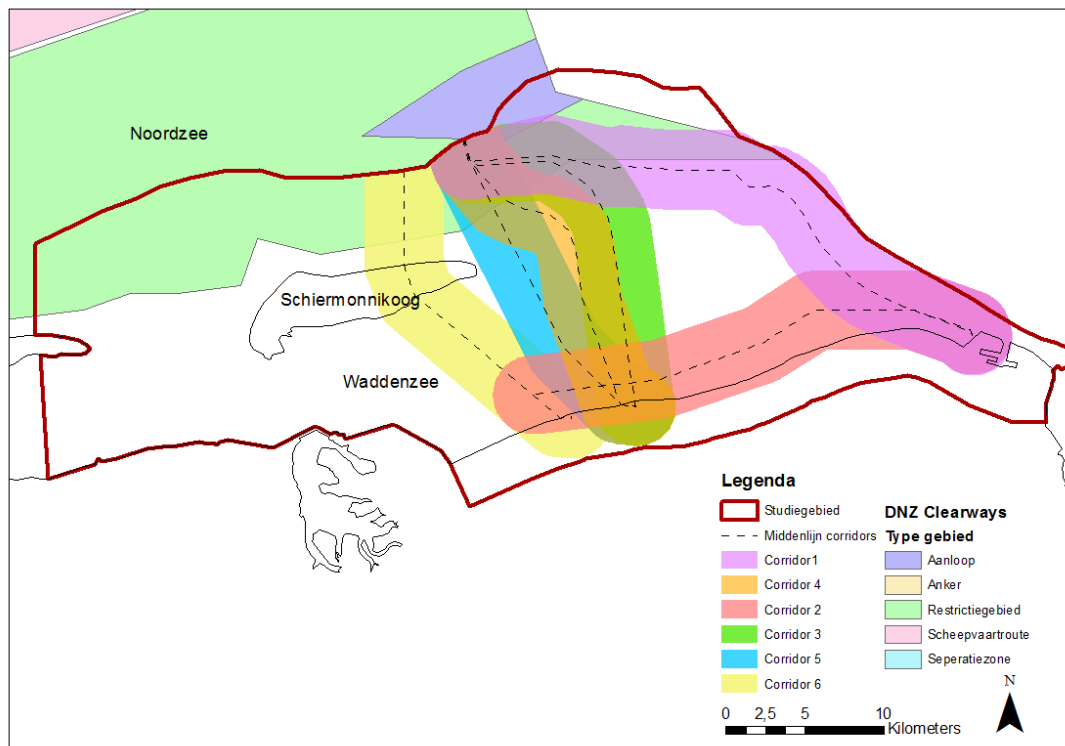 Noordzee
Schiermonnikoog
Waddenzee
Legenda
Studiegebied
Middenlijn corridors
Corridor1
Corridor 4
Corridor 2
Corridor 3
Corridor 5
Corridor 6
DNZ Clearways
Type gebied
Aanloop
Anker
Restrictiegebied
Scheepvaartroute
Seperatiezone
0 2,5 5 10
Kilometers
N